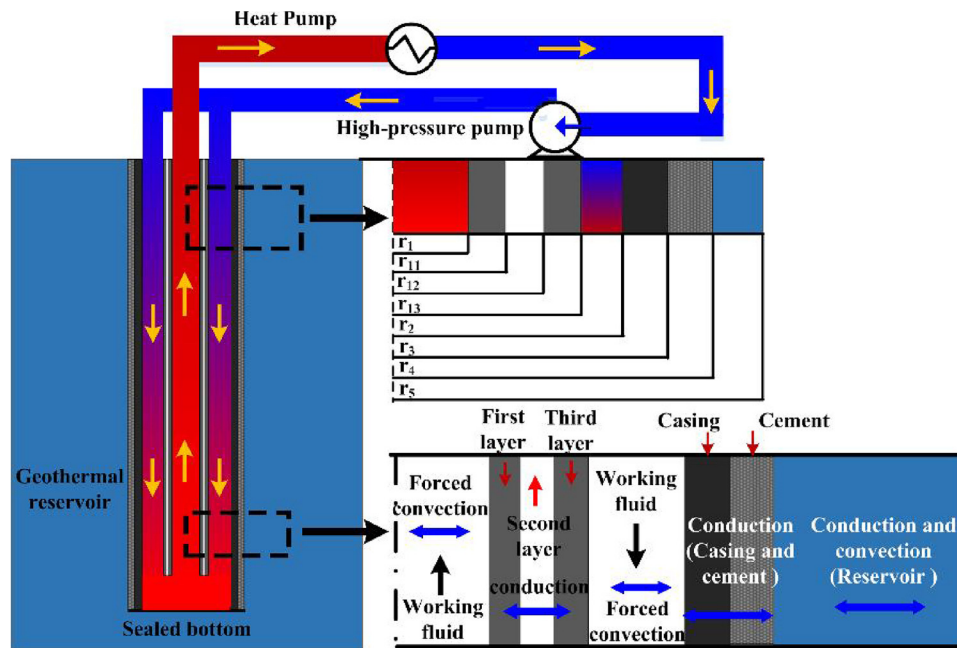 Heat Pump
High-pressure pump
r1
r11
r12
r13
r2
r3
r4
r5
Geothermal
reservoir
Sealed bottom
First
layer
Third
layer
Casing
Cement
Forced
convection
Working
fluid
Second
layer
conduction
Working
fluid
Forced
convection
Conduction
(Casing and
cement )
Conduction and
convection
(Reservoir )